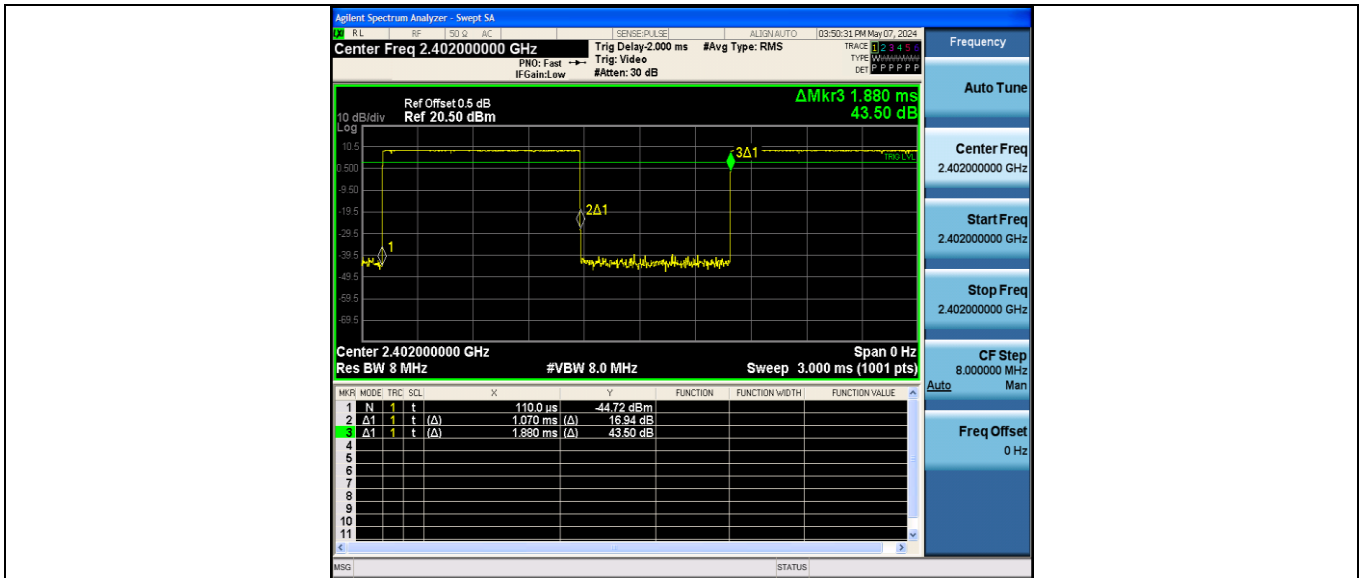 Agilent Spectrum Analyzer - Swept SA
RL RF 50 Ω AC SENSE:PULSE ALIGN AUTO 03:50:31 PM May 07, 2024
Center Freq 2.402000000 GHz
PNO: Fast
IFGain:Low
Trig Delay-2.000 ms
Trig: Video
#Atten: 30 dB
#Avg Type: RMS
TRACE 1 2 3 4 5 6
TYPE
DET P P P P P P
Ref Offset 0.5 dB
10 dB/div Ref 20.50 dBm
Log
ΔMkr3 1.880 ms
43.50 dB
10.5
0.500
-9.50
-19.5
-29.5
-39.5
-49.5
-59.5
-69.5
1
2Δ1
3Δ1
TRIG LVL
Center 2.402000000 GHz Span 0 Hz
Res BW 8 MHz #VBW 8.0 MHz Sweep 3.000 ms (1001 pts)
MKR MODE TRC SCL X Y FUNCTION FUNCTION WIDTH FUNCTION VALUE
1 N 1 t 110.0 µs -44.72 dBm
2 Δ1 1 t (Δ) 1.070 ms (Δ) 16.94 dB
3 Δ1 1 t (Δ) 1.880 ms (Δ) 43.50 dB
4
5
6
7
8
9
10
11
MSG STATUS
Frequency
Auto Tune
Center Freq
2.402000000 GHz
Start Freq
2.402000000 GHz
Stop Freq
2.402000000 GHz
CF Step
8.000000 MHz
Auto Man
Freq Offset
0 Hz